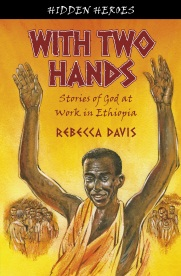 HIDDEN HEROES
WITH TWO
HANDS
Stories of God at
Work in Ethiopia
REBECCA DAVIS